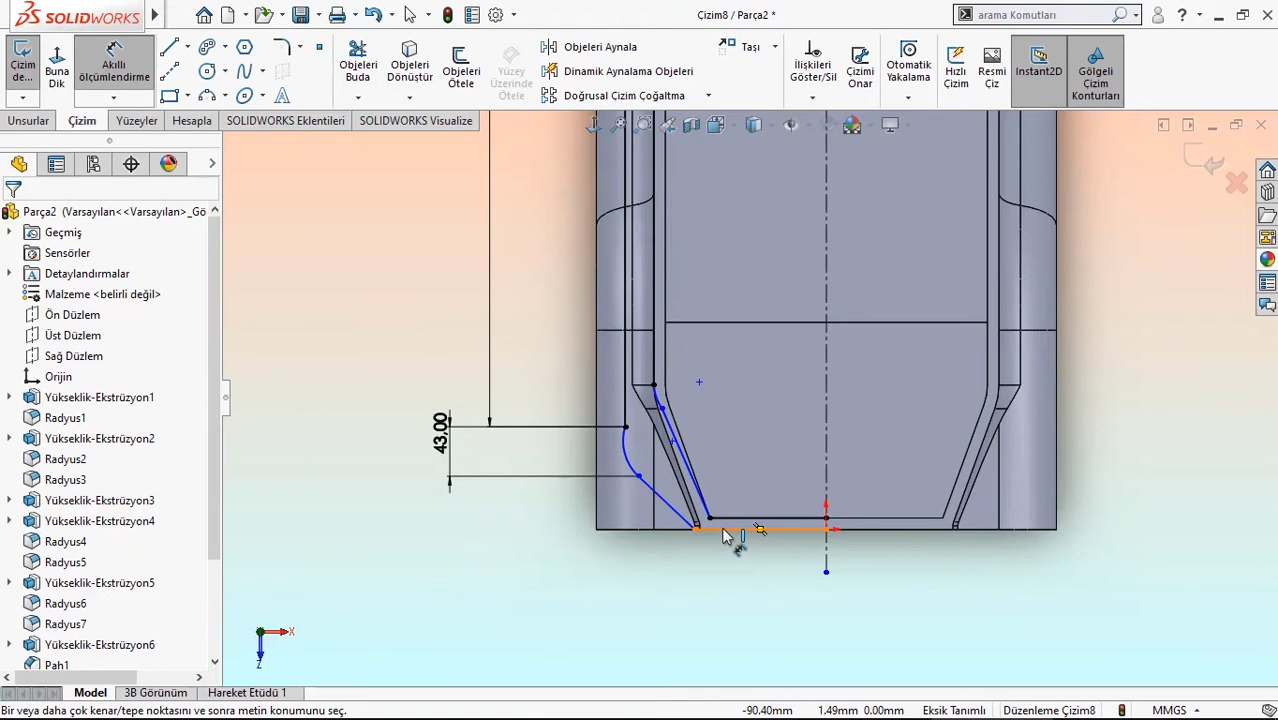 SOLIDWORKS
Çizim8 / Parça2 *
arama Komutları
Çizim
de...
Buna
Dik
Akıllı
ölçümlendirme
Objeleri
Buda
Objeleri
Dönüştür
Objeleri
Ötele
Yüzey
Üzerinde
Ötele
Objeleri Aynala
Dinamik Aynalama Objeleri
Doğrusal Çizim Çoğaltma
Taşı
İlişkileri
Göster/Sil
Çizimi
Onar
Otomatik
Yakalama
Hızlı
Çizim
Resmi
Çiz
Instant2D
Gölgeli
Çizim
Konturları
Unsurlar
Çizim
Yüzeyler
Hesapla
SOLIDWORKS Eklentileri
SOLIDWORKS Visualize
Parça2 (Varsayılan<<Varsayılan>_Gö
Geçmiş
Sensörler
Detaylandırmalar
Malzeme <belirli değil>
Ön Düzlem
Üst Düzlem
Sağ Düzlem
Orijin
Yükseklik-Ekstrüzyon1
Radyus1
Yükseklik-Ekstrüzyon2
Radyus2
Radyus3
Yükseklik-Ekstrüzyon3
Yükseklik-Ekstrüzyon4
Radyus4
Radyus5
Yükseklik-Ekstrüzyon5
Radyus6
Radyus7
Yükseklik-Ekstrüzyon6
Pah1
43,00
X
Z
Model
3B Görünüm
Hareket Etüdü 1
Bir veya daha çok kenar/tepe noktasını ve sonra metin konumunu seç.
-90.40mm
1.49mm 0.00mm
Eksik Tanımlı
Düzenleme Çizim8
MMGS